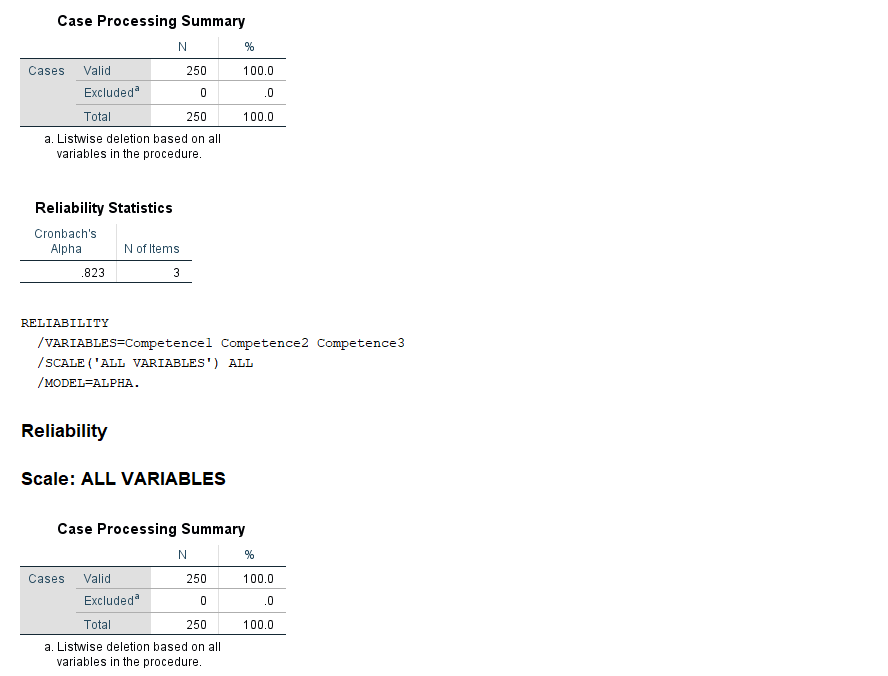 Case Processing Summary
N %
Cases Valid 250 100.0
Excludeda 0 .0
Total 250 100.0
a. Listwise deletion based on all
variables in the procedure.
Reliability Statistics
Cronbach's
Alpha N of Items
.823 3
RELIABILITY
/VARIABLES=Competence1 Competence2 Competence3
/SCALE('ALL VARIABLES') ALL
/MODEL=ALPHA.
Reliability
Scale: ALL VARIABLES
Case Processing Summary
N %
Cases Valid 250 100.0
Excludeda 0 .0
Total 250 100.0
a. Listwise deletion based on all
variables in the procedure.